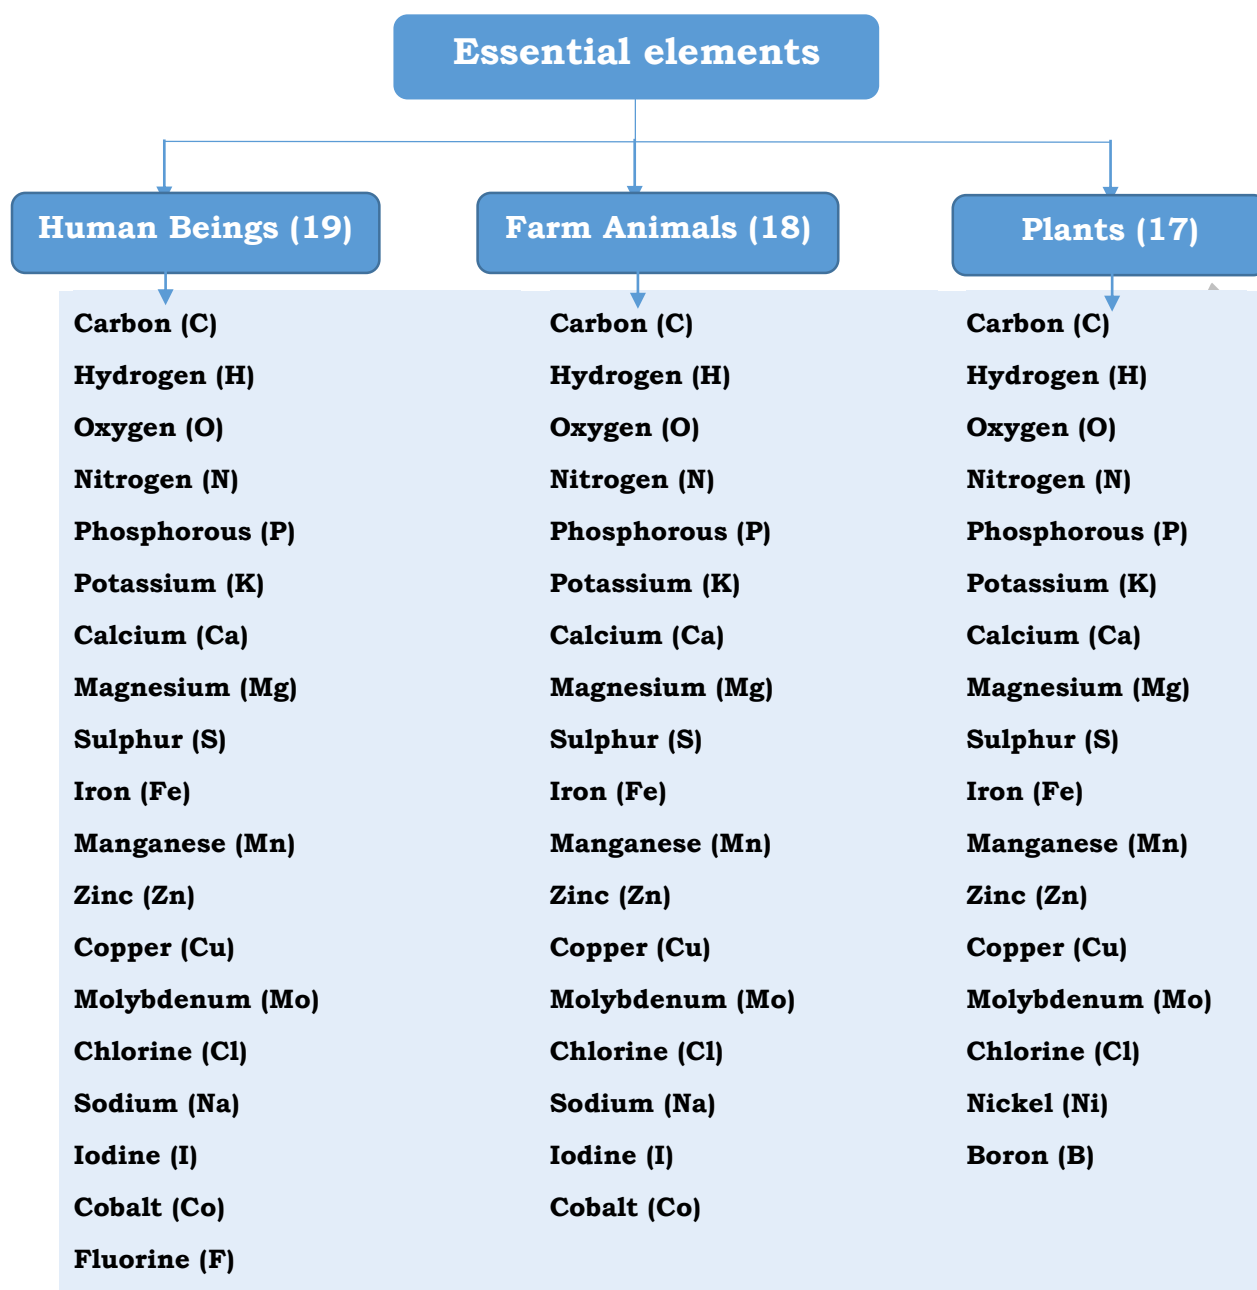 Essential elements
Human Beings (19)
Farm Animals (18)
Plants (17)
Carbon (C)
Hydrogen (H)
Oxygen (O)
Nitrogen (N)
Phosphorous (P)
Potassium (K)
Calcium (Ca)
Magnesium (Mg)
Sulphur (S)
Iron (Fe)
Manganese (Mn)
Zinc (Zn)
Copper (Cu)
Molybdenum (Mo)
Chlorine (Cl)
Sodium (Na)
Iodine (I)
Cobalt (Co)
Fluorine (F)
Carbon (C)
Hydrogen (H)
Oxygen (O)
Nitrogen (N)
Phosphorous (P)
Potassium (K)
Calcium (Ca)
Magnesium (Mg)
Sulphur (S)
Iron (Fe)
Manganese (Mn)
Zinc (Zn)
Copper (Cu)
Molybdenum (Mo)
Chlorine (Cl)
Sodium (Na)
Iodine (I)
Cobalt (Co)
Carbon (C)
Hydrogen (H)
Oxygen (O)
Nitrogen (N)
Phosphorous (P)
Potassium (K)
Calcium (Ca)
Magnesium (Mg)
Sulphur (S)
Iron (Fe)
Manganese (Mn)
Zinc (Zn)
Copper (Cu)
Molybdenum (Mo)
Chlorine (Cl)
Nickel (Ni)
Boron (B)